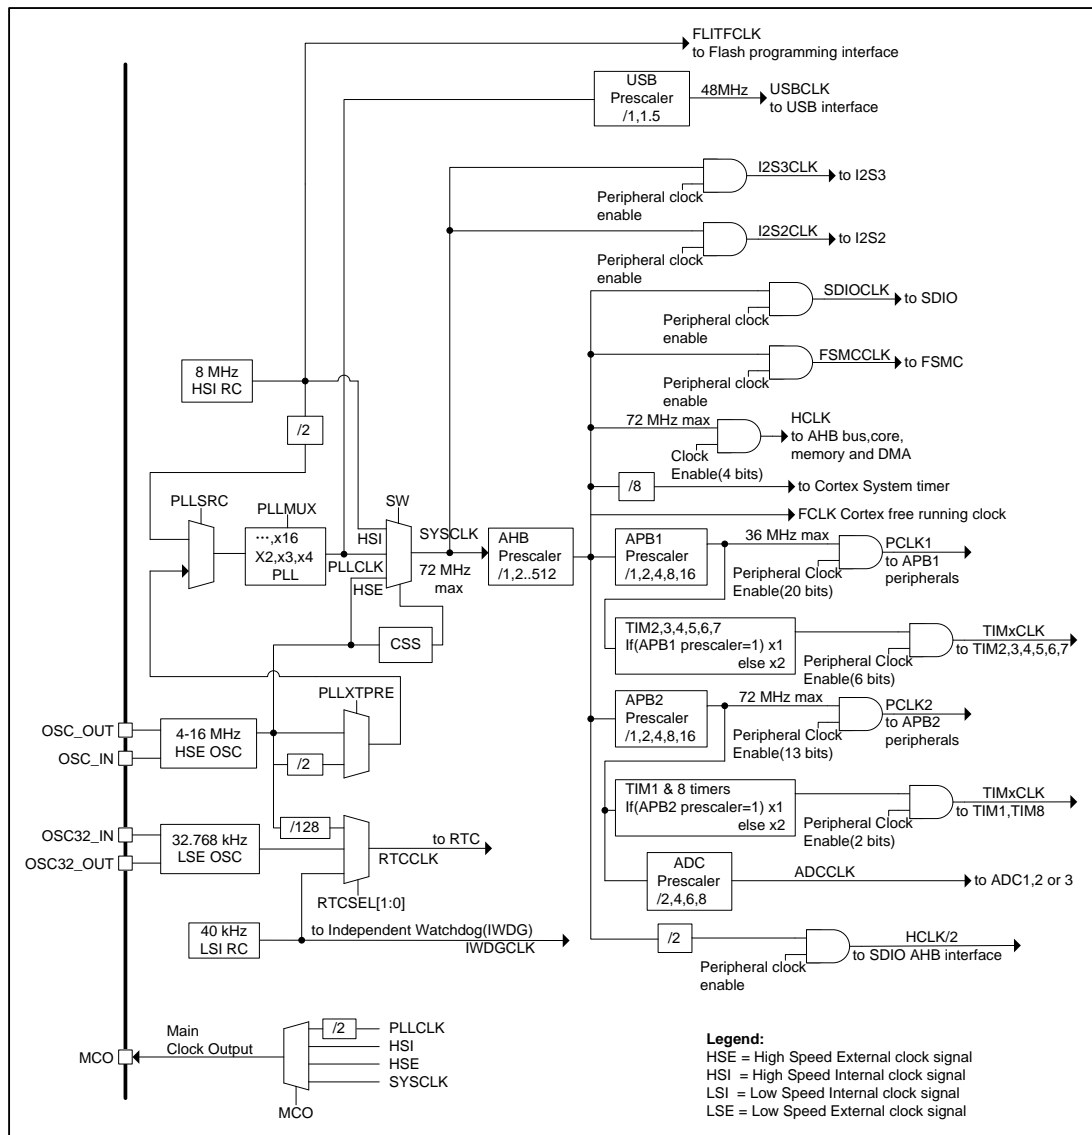 FLITFCLK
to Flash programming interface
USB
Prescaler
/1,1.5
48MHz
USBCLK
to USB interface
I2S3CLK
to I2S3
Peripheral clock
enable
I2S2CLK
to I2S2
Peripheral clock
enable
SDIOCLK
to SDIO
Peripheral clock
enable
FSMCCLK
to FSMC
Peripheral clock
enable
8 MHz
HSI RC
/2
72 MHz max
HCLK
to AHB bus,core,
memory and DMA
Clock
Enable(4 bits)
/8
to Cortex System timer
FCLK Cortex free running clock
PLLSRC
PLLMUX
···,x16
X2,x3,x4
PLL
SW
HSI
PLLCLK
HSE
SYSCLK
72 MHz
max
AHB
Prescaler
/1,2..512
APB1
Prescaler
/1,2,4,8,16
36 MHz max
PCLK1
to APB1
peripherals
Peripheral Clock
Enable(20 bits)
CSS
TIM2,3,4,5,6,7
If(APB1 prescaler=1) x1
else x2
TIMxCLK
to TIM2,3,4,5,6,7
Peripheral Clock
Enable(6 bits)
PLLXTPRE
OSC_OUT
OSC_IN
4-16 MHz
HSE OSC
/2
APB2
Prescaler
/1,2,4,8,16
72 MHz max
PCLK2
to APB2
peripherals
Peripheral Clock
Enable(13 bits)
TIM1 & 8 timers
If(APB2 prescaler=1) x1
else x2
TIMxCLK
to TIM1,TIM8
Peripheral Clock
Enable(2 bits)
OSC32_IN
OSC32_OUT
32.768 kHz
LSE OSC
/128
to RTC
RTCCLK
RTCSEL[1:0]
ADC
Prescaler
/2,4,6,8
ADCCLK
to ADC1,2 or 3
40 kHz
LSI RC
to Independent Watchdog(IWDG)
IWDGCLK
/2
HCLK/2
to SDIO AHB interface
Peripheral clock
enable
MCO
Main
Clock Output
/2
PLLCLK
HSI
HSE
SYSCLK
MCO
Legend:
HSE = High Speed External clock signal
HSI = High Speed Internal clock signal
LSI = Low Speed Internal clock signal
LSE = Low Speed External clock signal